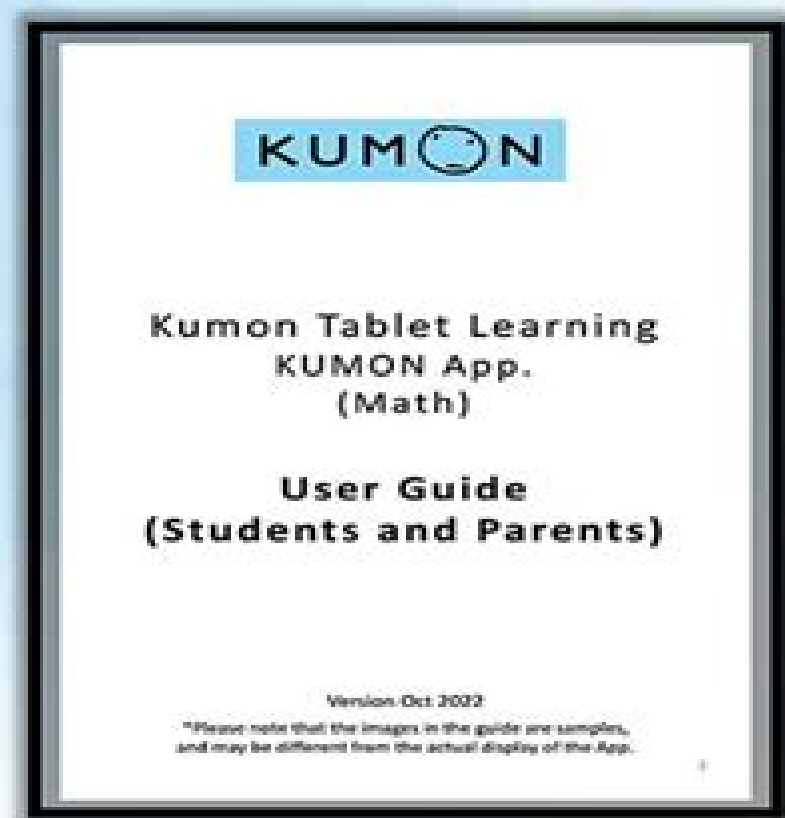 KUMON
Kumon Tablet Learning
KUMON App.
(Math)
User Guide
(Students and Parents)
Version Oct 2022
*Please note that the images in the guide are samples,
and may be different from the actual display of the App.